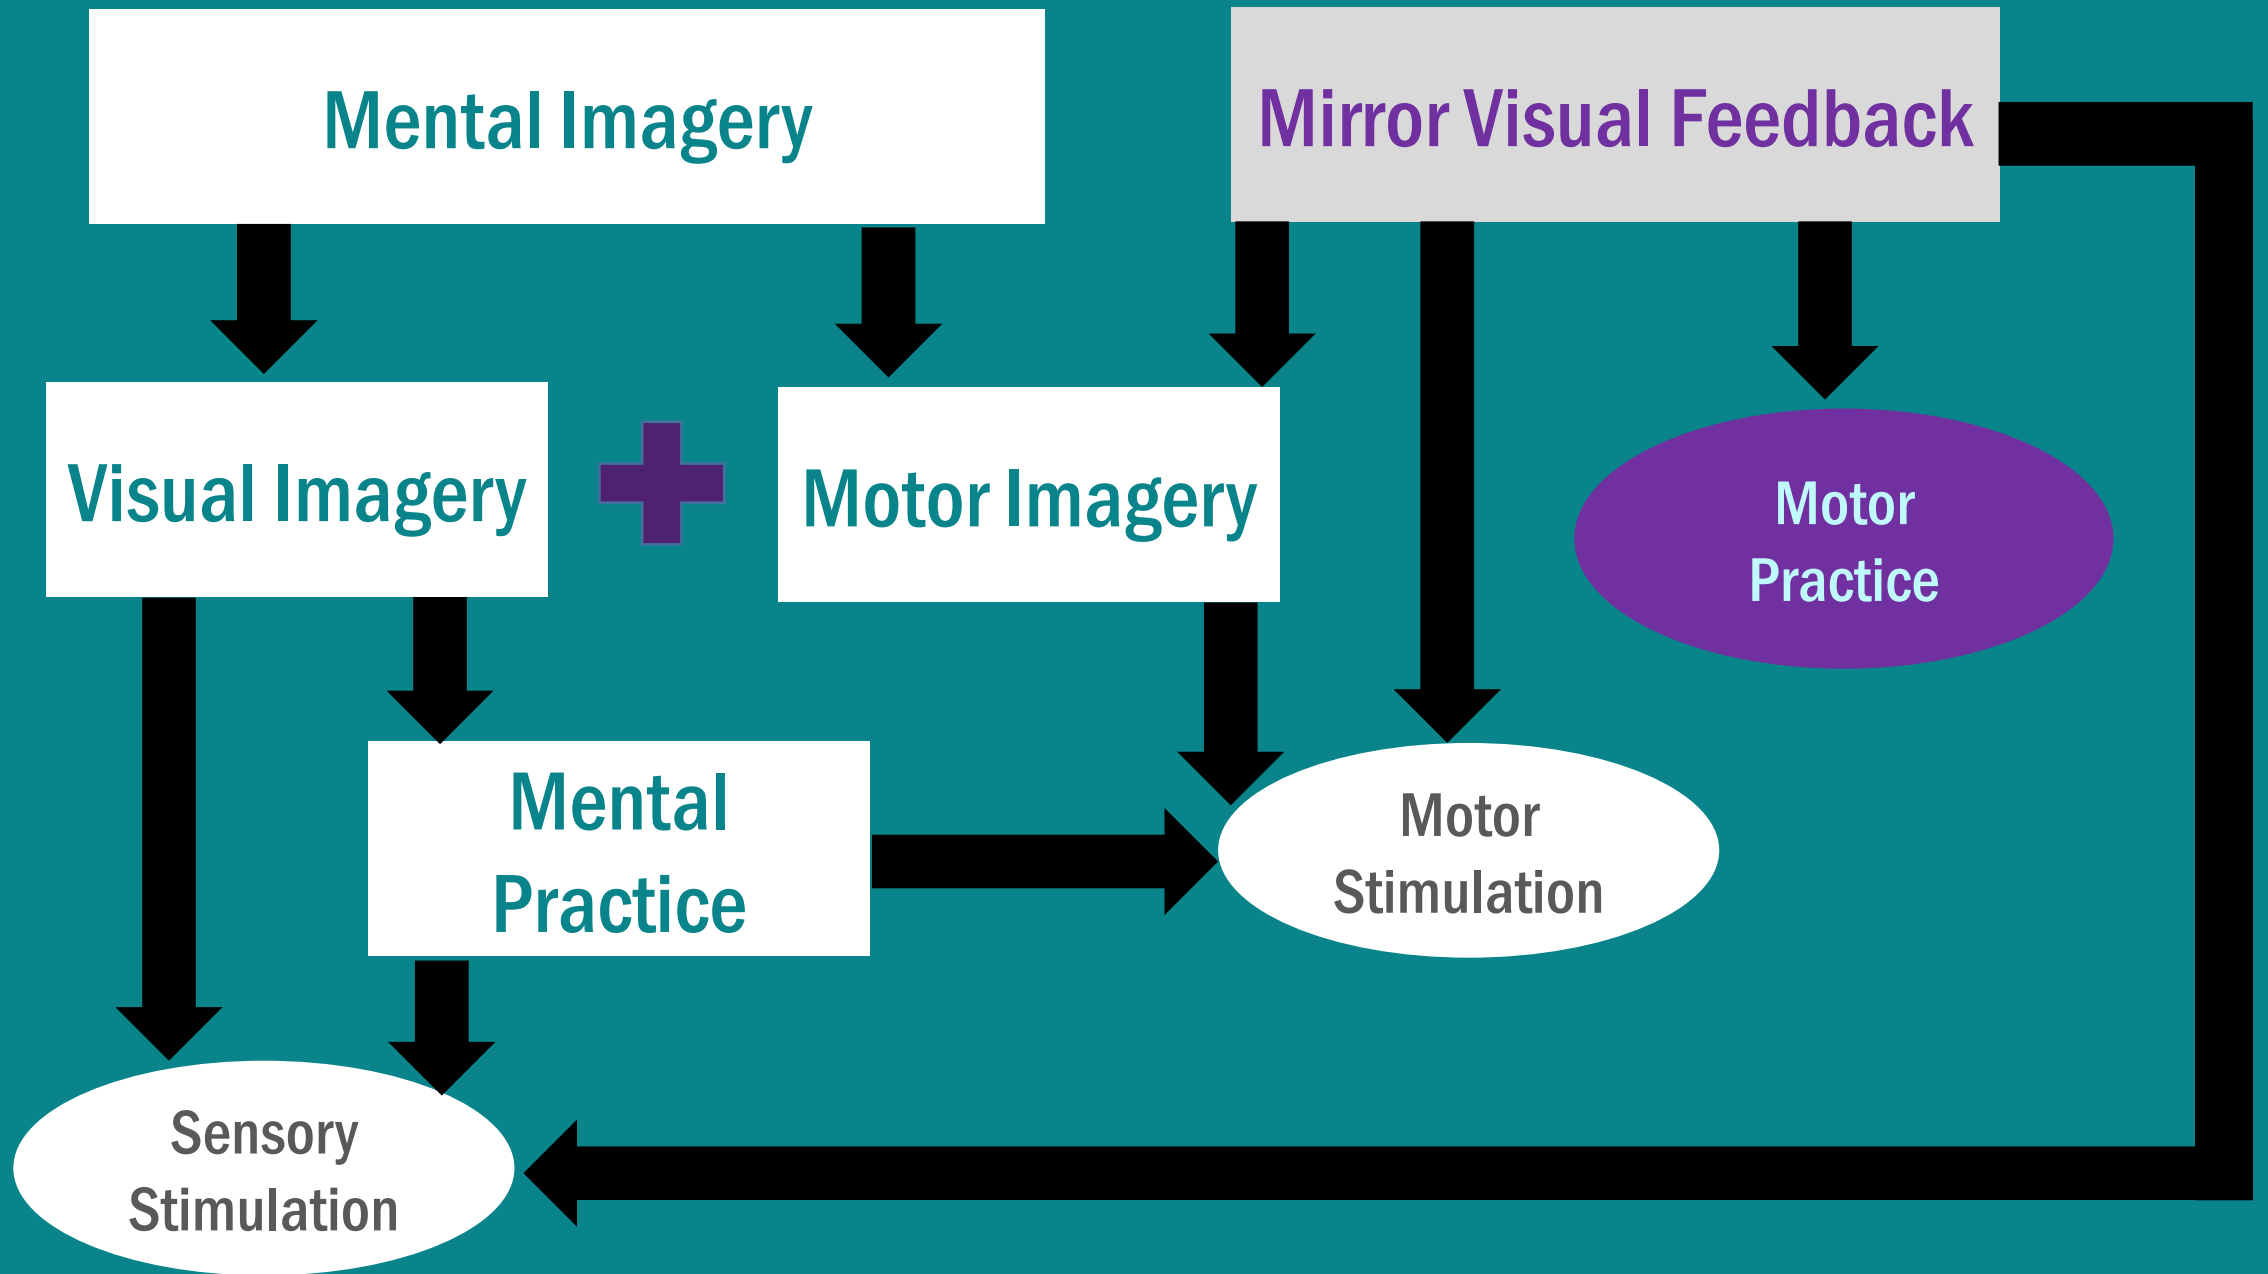 Mental Imagery
Mirror Visual Feedback
Visual Imagery
Motor Imagery
Motor
Practice
Mental
Practice
Motor
Stimulation
Sensory
Stimulation